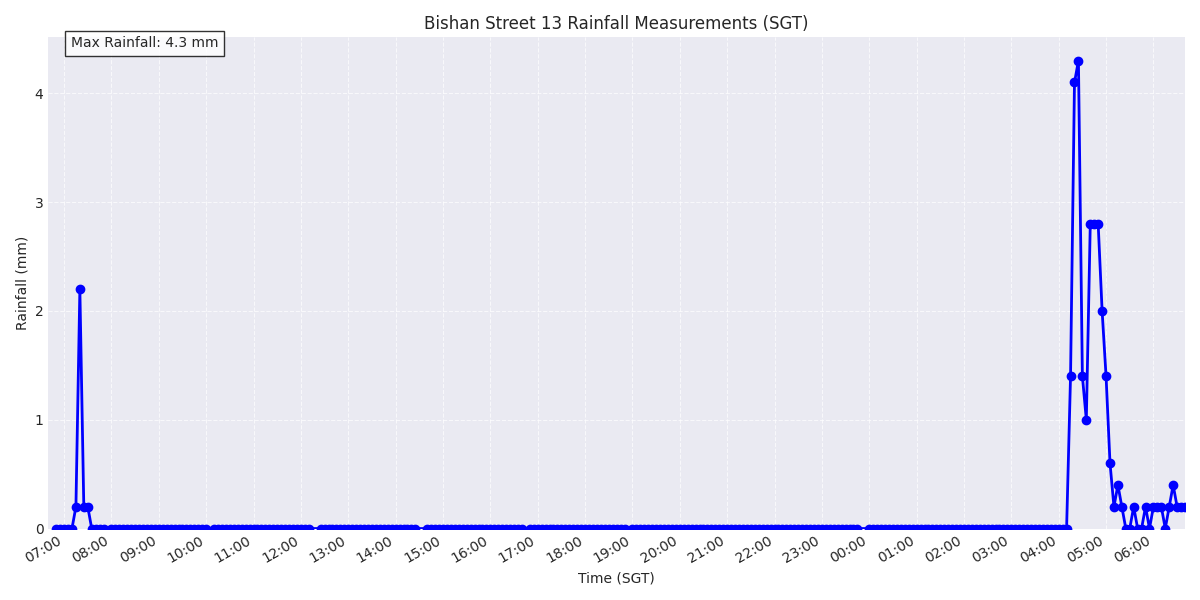 Bishan Street 13 Rainfall Measurements (SGT)
Max Rainfall: 4.3 mm
Rainfall (mm)
4
3
2
1
0
07:00 08:00 09:00 10:00 11:00 12:00 13:00 14:00 15:00 16:00 17:00 18:00 19:00 20:00 21:00 22:00 23:00 00:00 01:00 02:00 03:00 04:00 05:00 06:00
Time (SGT)